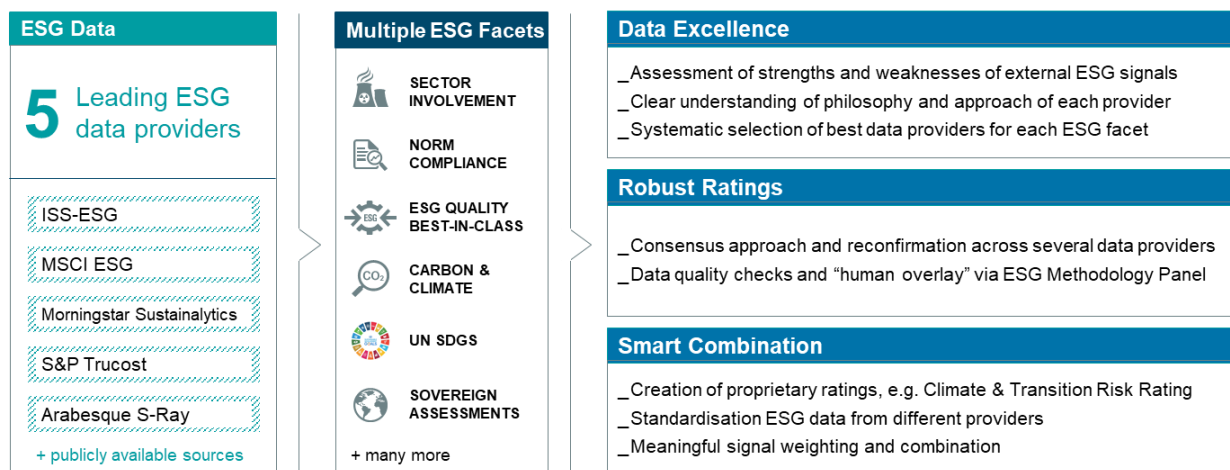 ESG Data
5
Leading ESG
data providers
ISS-ESG
MSCI ESG
Morningstar Sustainalytics
S&P Trucost
Arabesque S-Ray
+ publicly available sources
Multiple ESG Facets
SECTOR
INVOLVEMENT
NORM
COMPLIANCE
ESG
ESG QUALITY
BEST-IN-CLASS
CO₂
CARBON &
CLIMATE
UN SDGS
SOVEREIGN
ASSESSMENTS
+ many more
Data Excellence
_Assessment of strengths and weaknesses of external ESG signals
_Clear understanding of philosophy and approach of each provider
_Systematic selection of best data providers for each ESG facet
Robust Ratings
_Consensus approach and reconfirmation across several data providers
_Data quality checks and “human overlay” via ESG Methodology Panel
Smart Combination
_Creation of proprietary ratings, e.g. Climate & Transition Risk Rating
_Standardisation ESG data from different providers
_Meaningful signal weighting and combination